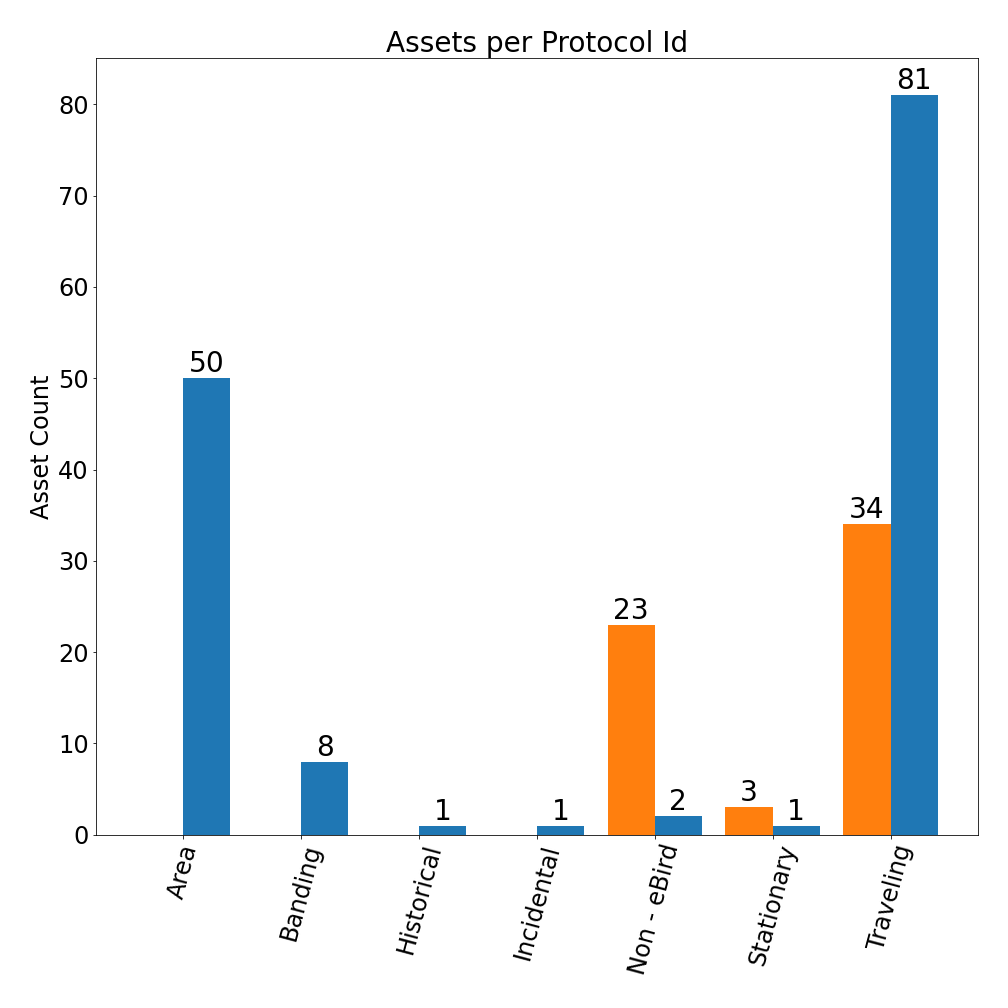 Assets per Protocol Id
Asset Count
80
70
60
50
40
30
20
10
0
50
8
1
1
23
2
3
1
34
81
Area
Banding
Historical
Incidental
Non - eBird
Stationary
Traveling